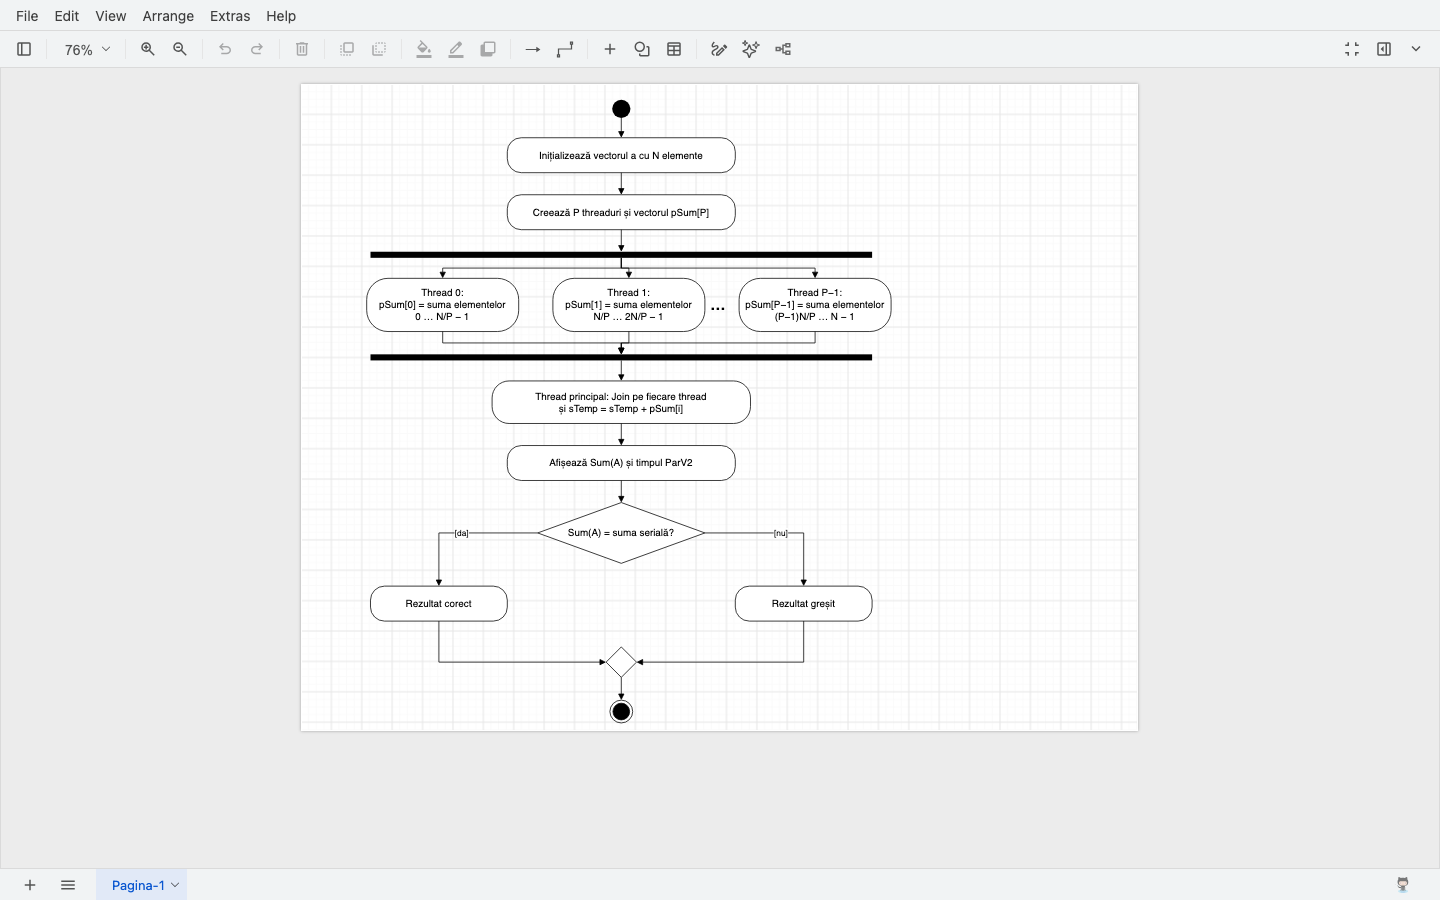 File Edit View Arrange Extras Help
76%
Inițializează vectorul a cu N elemente
Creează P threaduri și vectorul pSum[P]
Thread 0:
pSum[0] = suma elementelor
0 … N/P − 1
Thread 1:
pSum[1] = suma elementelor
N/P … 2N/P − 1
...
Thread P−1:
pSum[P−1] = suma elementelor
(P−1)N/P … N − 1
Thread principal: Join pe fiecare thread
și sTemp = sTemp + pSum[i]
Afișează Sum(A) și timpul ParV2
Sum(A) = suma serială?
[da]
[nu]
Rezultat corect
Rezultat greșit
Pagina-1